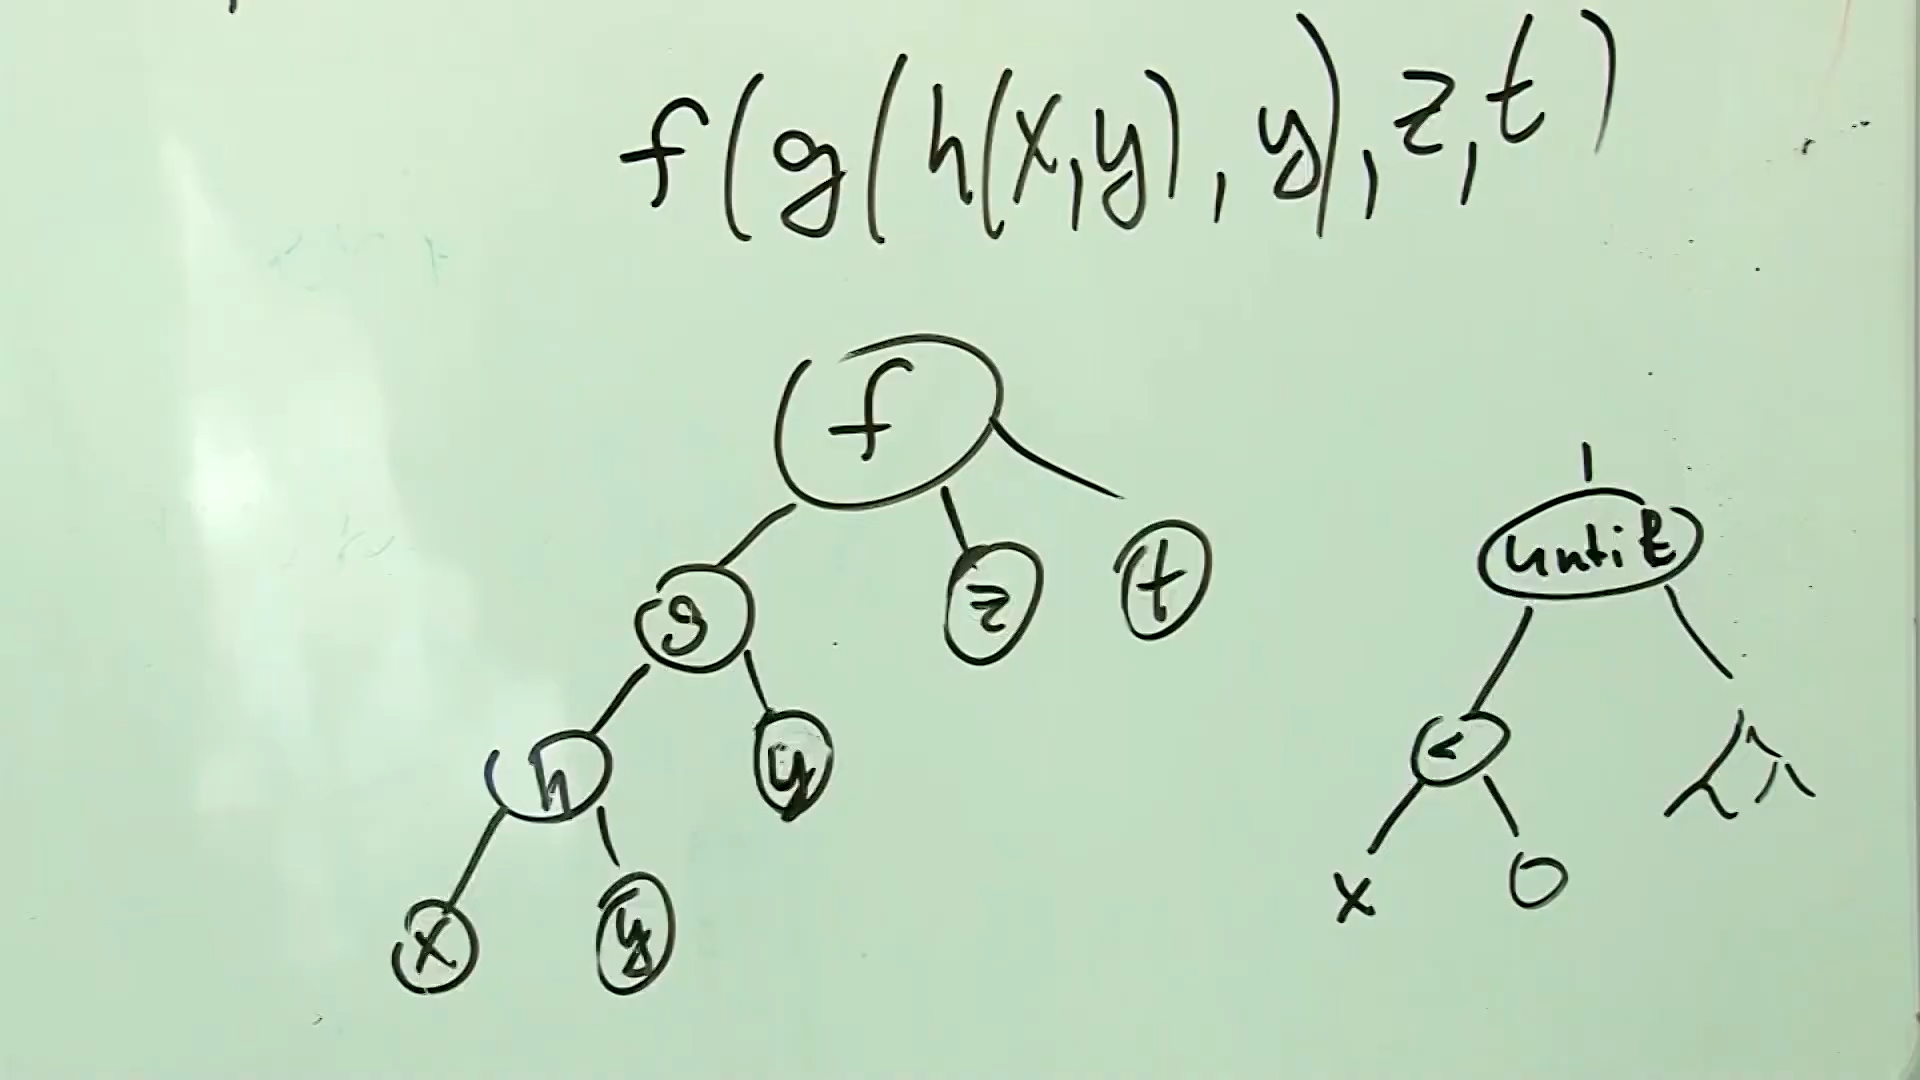 f(g(h(x,y),y),z,t)
f
g z t
h y
x y
until
<
x 0